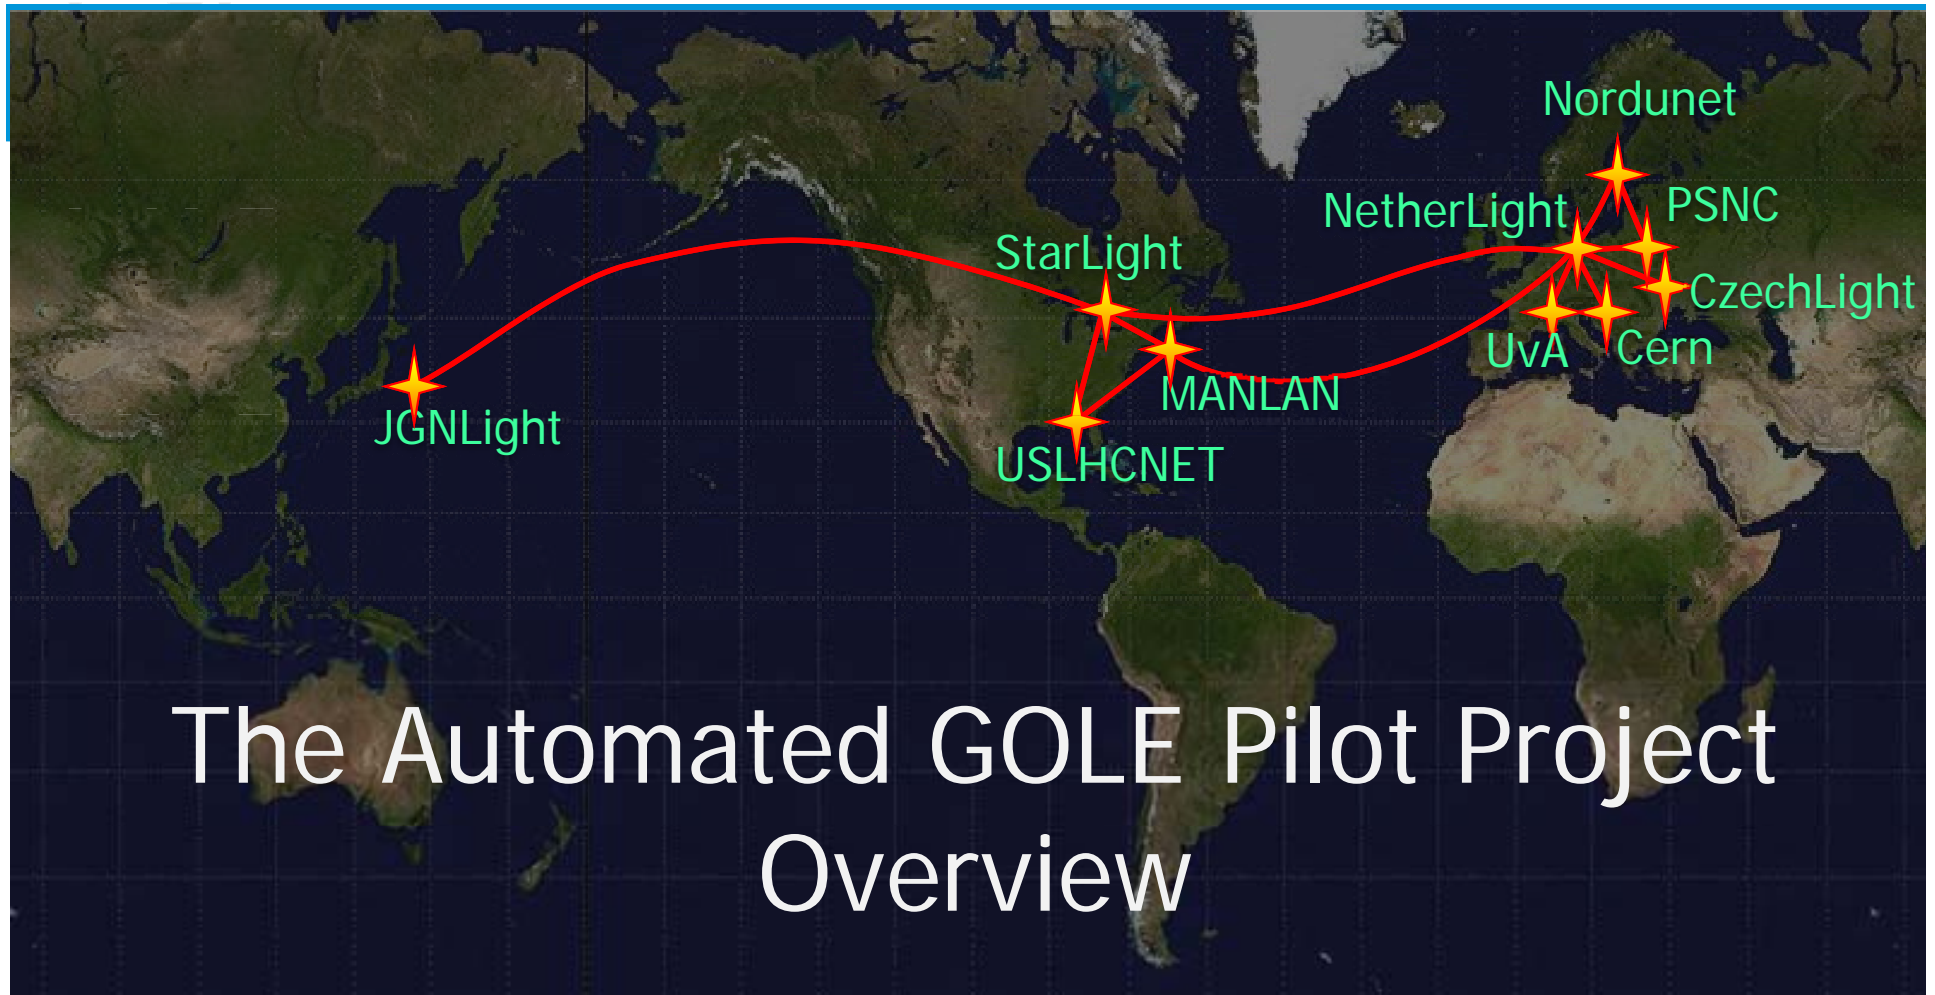 Nordunet
NetherLight
PSNC
StarLight
CzechLight
UvA
Cern
MANLAN
JGNLight
USLHCNET
The Automated GOLE Pilot Project
Overview